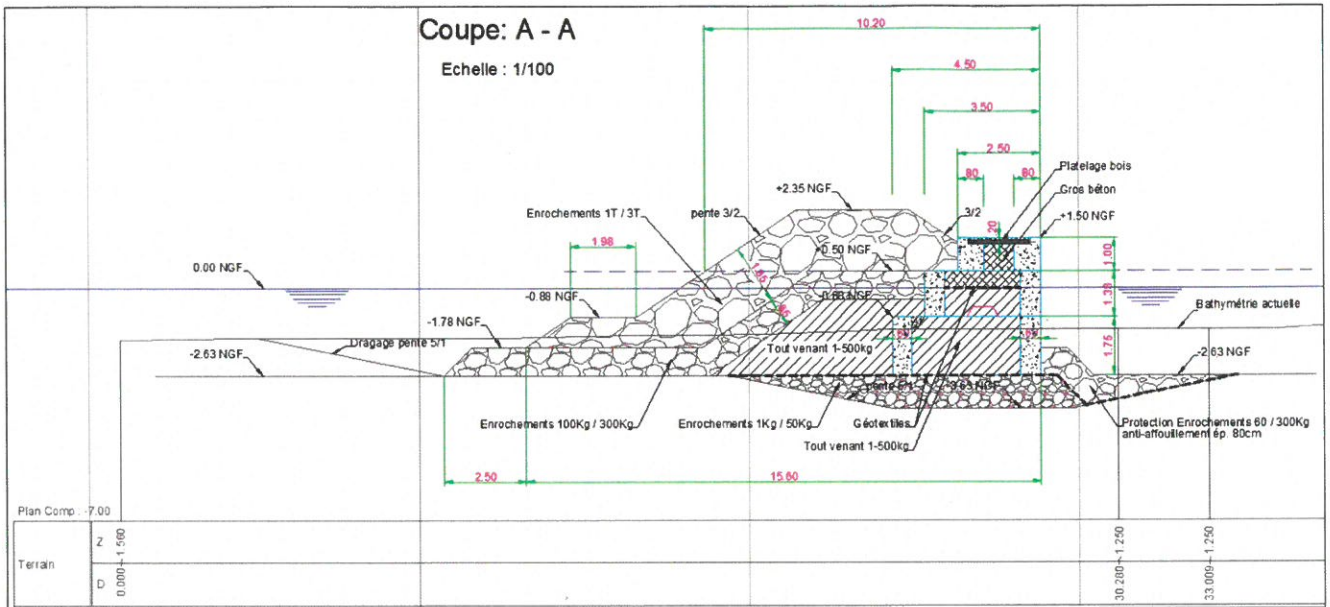 Coupe: A - A
Echelle : 1/100
10.20
4.50
3.50
2.50
80
80
Platelage bois
Gros béton
+1.50 NGF
+2.35 NGF
Enrochements 1T / 3T
pente 3/2
3/2
20
1.00
1.98
+0.50 NGF
0.00 NGF
1.85
1.38
-0.88 NGF
-0.88 NGF
Bathymétrie actuelle
-1.78 NGF
Dragage pente 5/1
Tout venant 1-500kg
1.75
-2.63 NGF
-2.63 NGF
pente 5/1
-3.63 NGF
Enrochements 100Kg / 300Kg
Enrochements 1Kg / 50Kg
Géotextiles
Tout venant 1-500kg
Protection Enrochements 60 / 300Kg
anti-affouillement ép. 80cm
2.50
15.60
Plan Comp : -7.00
Terrain
Z
D
-1.560
0.000
-1.250
30.280
-1.250
33.009